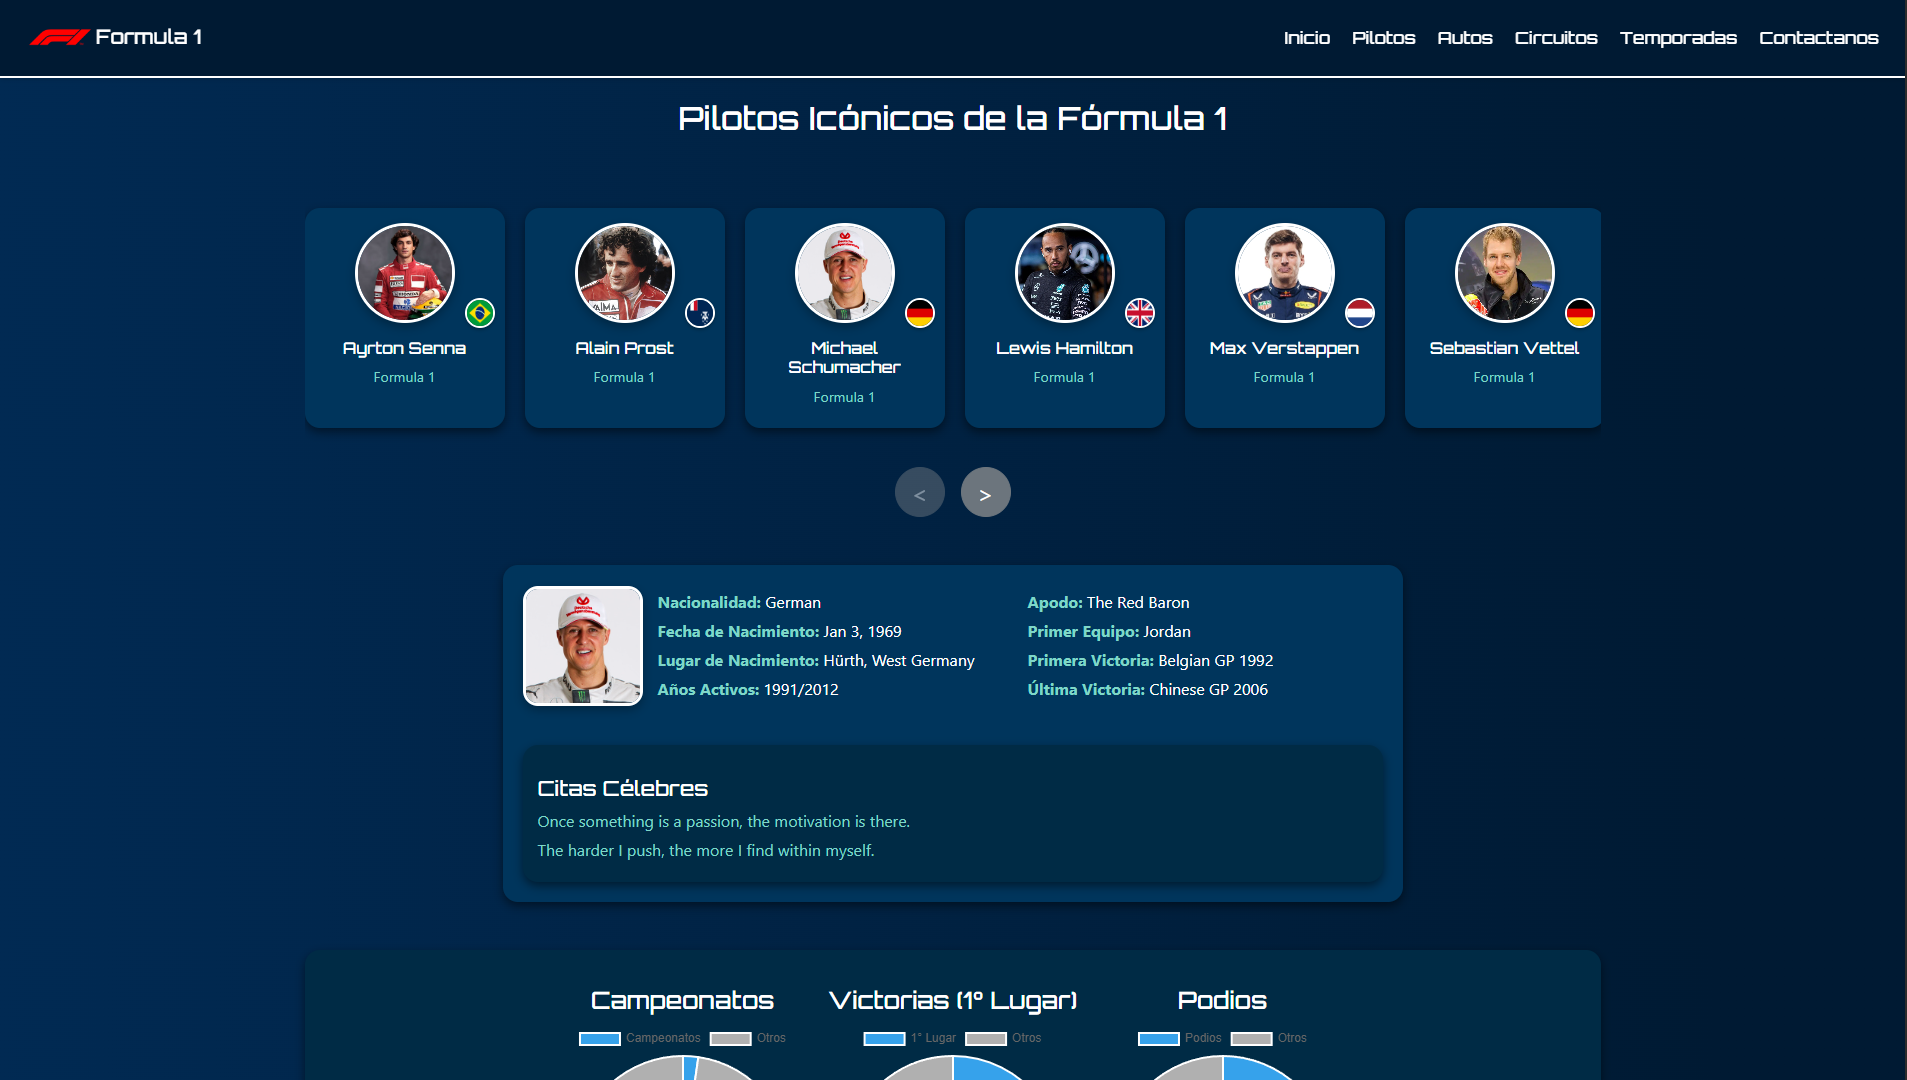 Formula 1
Inicio Pilotos Autos Circuitos Temporadas Contactanos
Pilotos Icónicos de la Fórmula 1
Ayrton Senna
Formula 1
Alain Prost
Formula 1
Michael
Schumacher
Formula 1
Lewis Hamilton
Formula 1
Max Verstappen
Formula 1
Sebastian Vettel
Formula 1
< >
Nacionalidad: German
Fecha de Nacimiento: Jan 3, 1969
Lugar de Nacimiento: Hürth, West Germany
Años Activos: 1991/2012
Apodo: The Red Baron
Primer Equipo: Jordan
Primera Victoria: Belgian GP 1992
Última Victoria: Chinese GP 2006
Citas Célebres
Once something is a passion, the motivation is there.
The harder I push, the more I find within myself.
Campeonatos
Campeonatos Otros
Victorias (1° Lugar)
1° Lugar Otros
Podios
Podios Otros